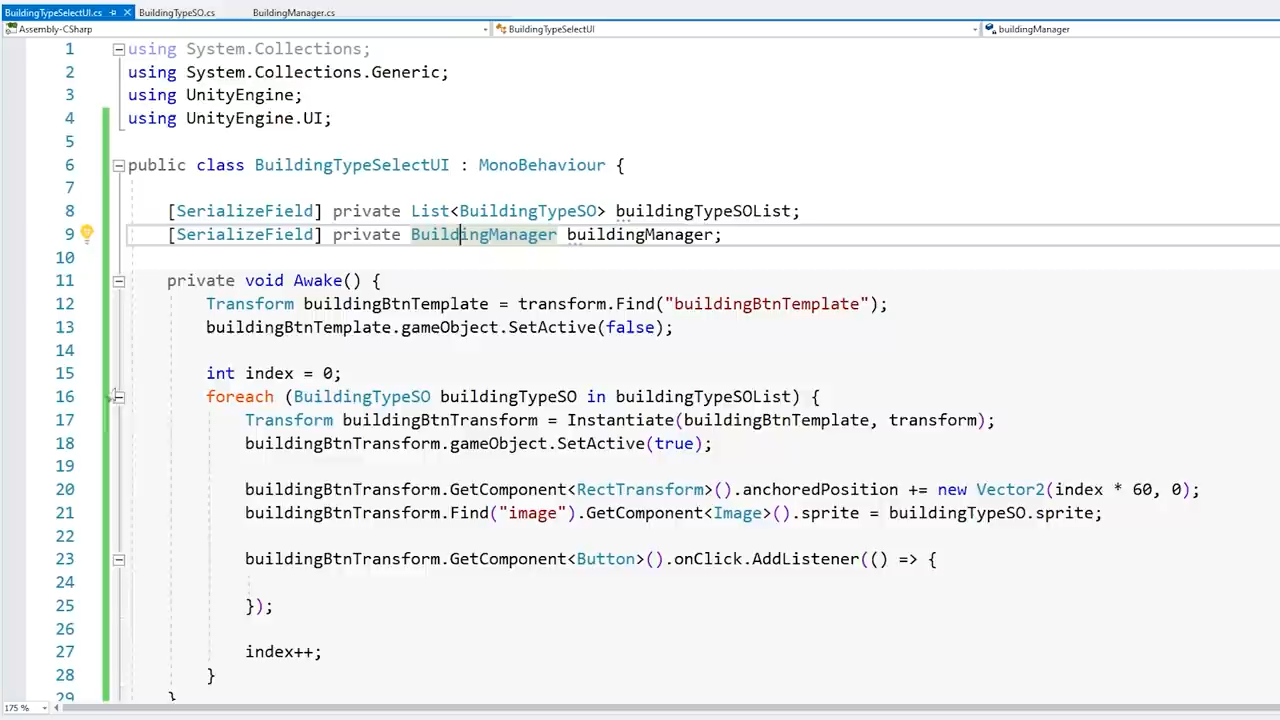 BuildingTypeSelectUI.cs BuildingTypeSO.cs BuildingManager.cs
Assembly-CSharp BuildingTypeSelectUI buildingManager
1 using System.Collections;
2 using System.Collections.Generic;
3 using UnityEngine;
4 using UnityEngine.UI;
5
6 public class BuildingTypeSelectUI : MonoBehaviour {
7
8 [SerializeField] private List<BuildingTypeSO> buildingTypeSOList;
9 [SerializeField] private BuildingManager buildingManager;
10
11 private void Awake() {
12 Transform buildingBtnTemplate = transform.Find("buildingBtnTemplate");
13 buildingBtnTemplate.gameObject.SetActive(false);
14
15 int index = 0;
16 foreach (BuildingTypeSO buildingTypeSO in buildingTypeSOList) {
17 Transform buildingBtnTransform = Instantiate(buildingBtnTemplate, transform);
18 buildingBtnTransform.gameObject.SetActive(true);
19
20 buildingBtnTransform.GetComponent<RectTransform>().anchoredPosition += new Vector2(index * 60, 0);
21 buildingBtnTransform.Find("image").GetComponent<Image>().sprite = buildingTypeSO.sprite;
22
23 buildingBtnTransform.GetComponent<Button>().onClick.AddListener(() => {
24
25 });
26
27 index++;
28 }
29 }
175 %